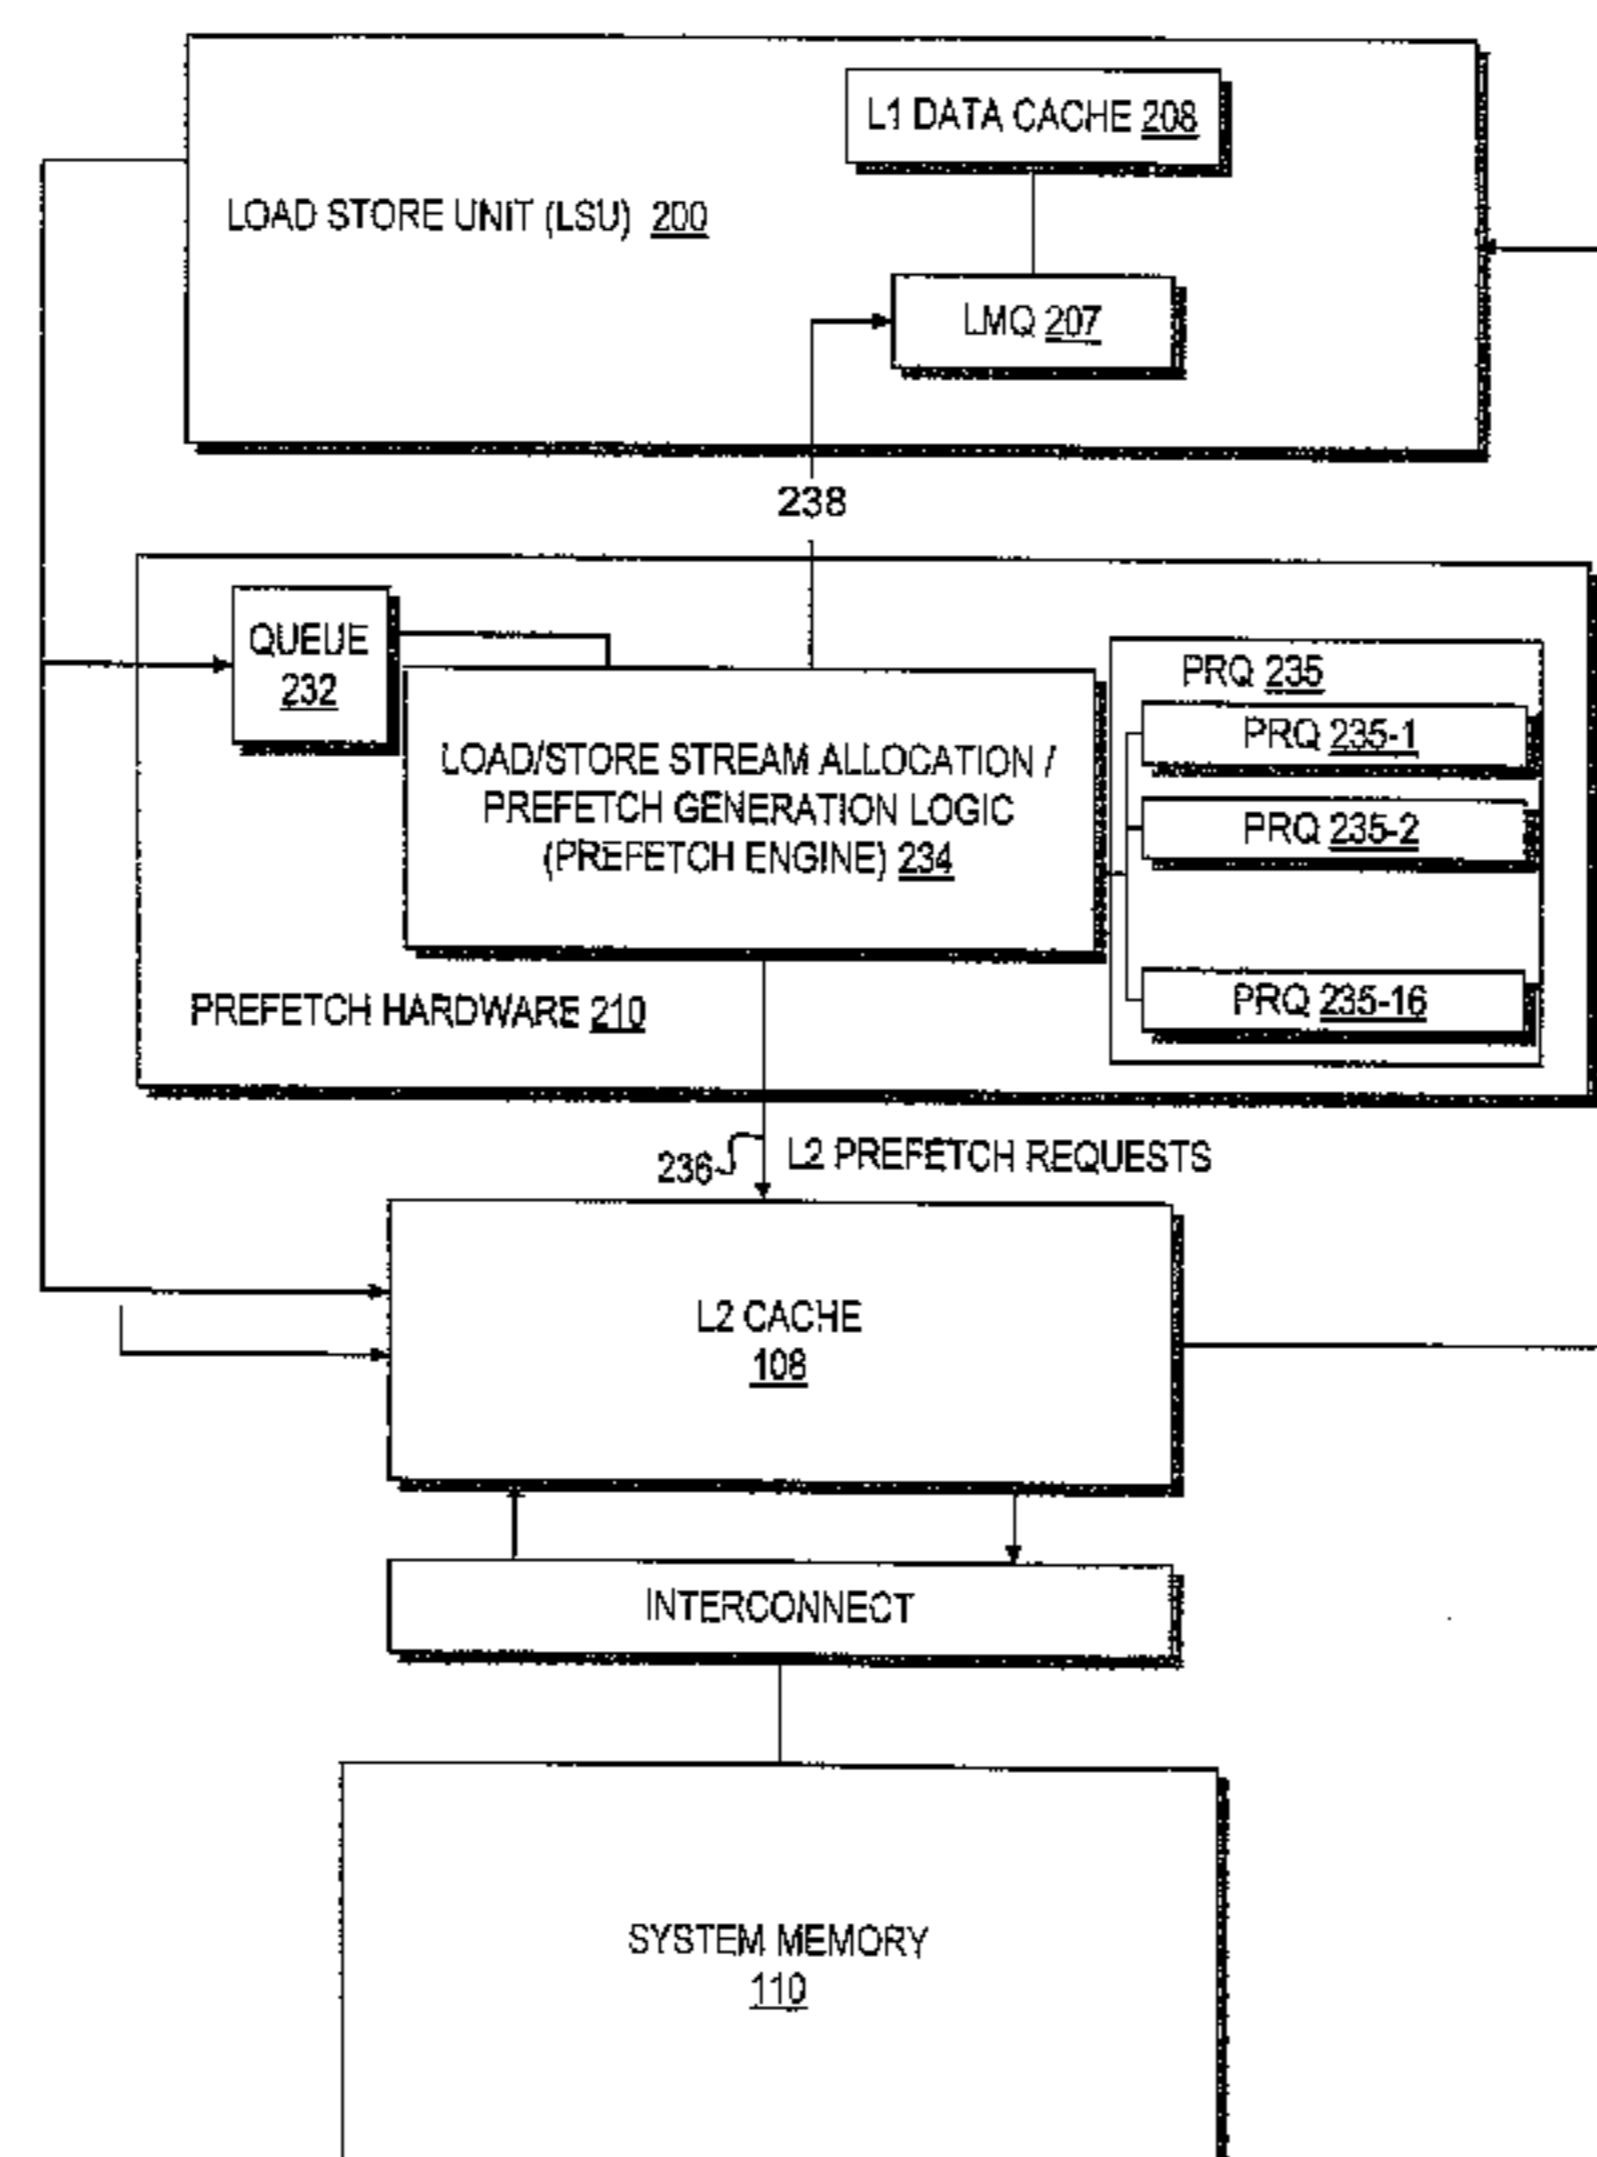 L1 DATA CACHE 208
LOAD STORE UNIT (LSU) 200
LMQ 207
238
QUEUE
232
PRQ 235
PRQ 235-1
LOAD/STORE STREAM ALLOCATION /
PREFETCH GENERATION LOGIC
(PREFETCH ENGINE) 234
PRQ 235-2
PREFETCH HARDWARE 210
PRQ 235-16
236
L2 PREFETCH REQUESTS
L2 CACHE
108
INTERCONNECT
SYSTEM MEMORY
110